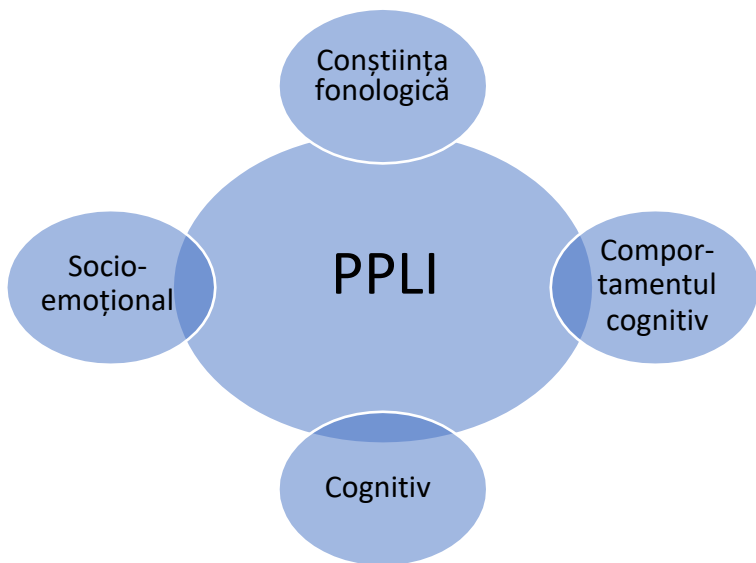 Conștiința
fonologică
Socio-
emoțional
PPLI
Compor-
tamentul
cognitiv
Cognitiv